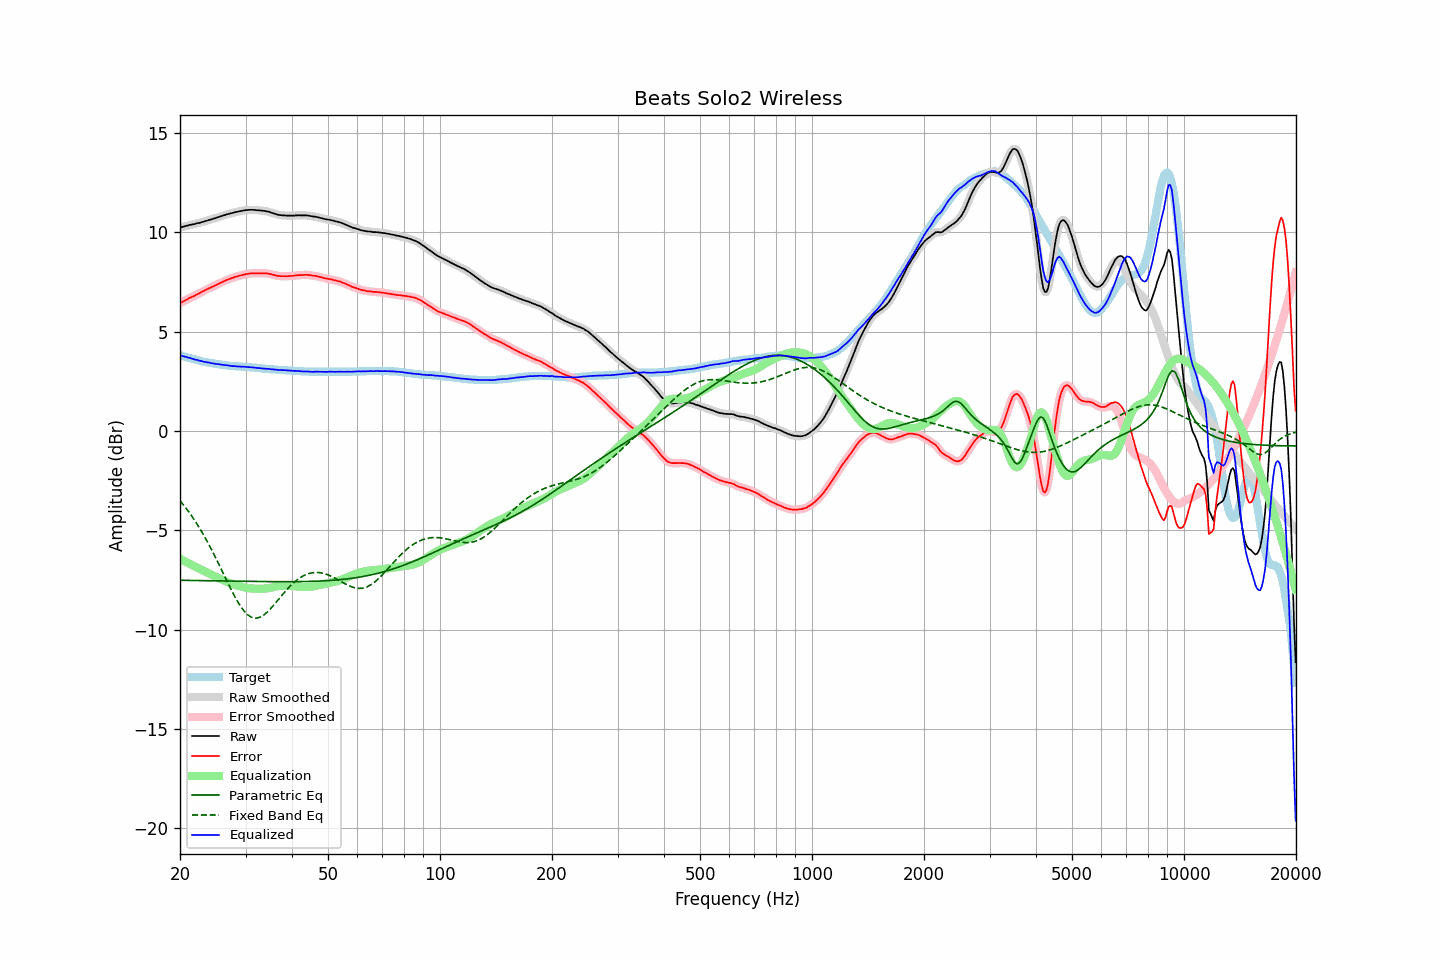 Beats Solo2 Wireless
Amplitude (dBr)
15
10
5
0
−5
−10
−15
−20
Target
Raw Smoothed
Error Smoothed
Raw
Error
Equalization
Parametric Eq
Fixed Band Eq
Equalized
20 50 100 200 500 1000 2000 5000 10000 20000
Frequency (Hz)